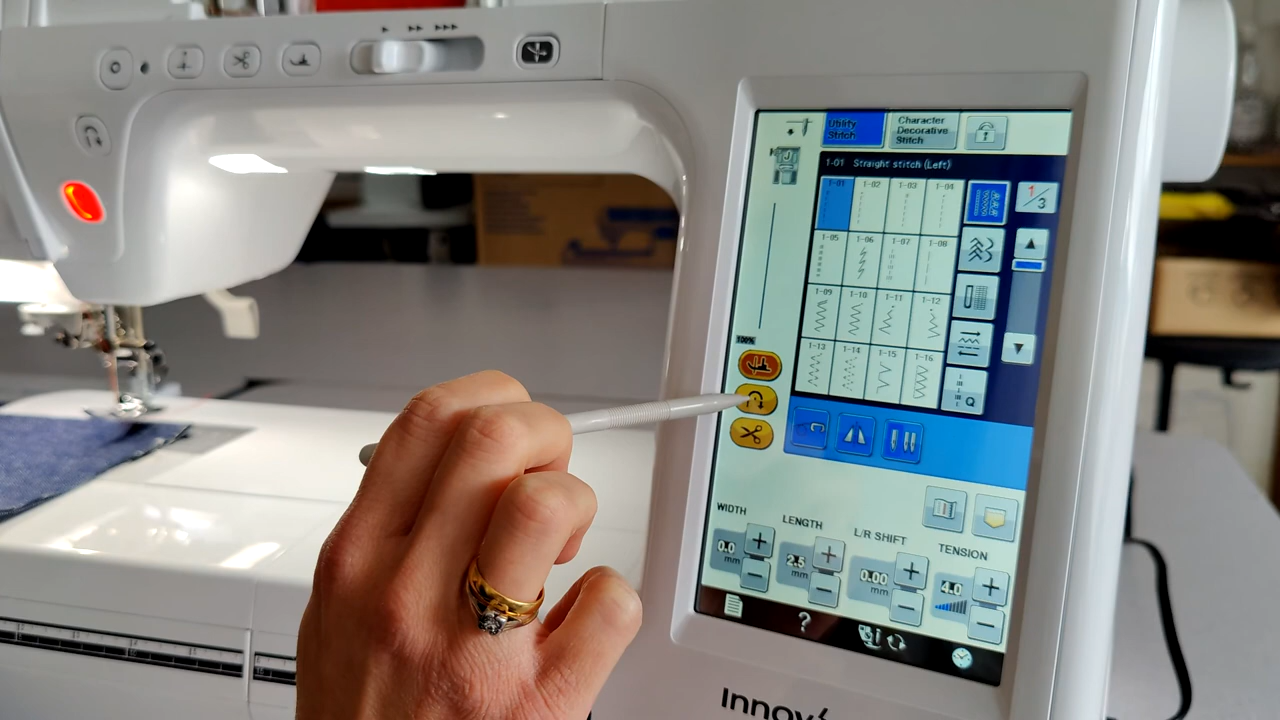 Utility
Stitch
Character
Decorative
Stitch
1-01 Straight stitch (Left)
1-01 1-02 1-03 1-04
1
3
1-05 1-06 1-07 1-08
1-09 1-10 1-11 1-12
1-13 1-14 1-15 1-16
Q
100%
J
WIDTH
0.0
mm
LENGTH
2.5
mm
L/R SHIFT
0.00
mm
TENSION
4.0
?
Innov